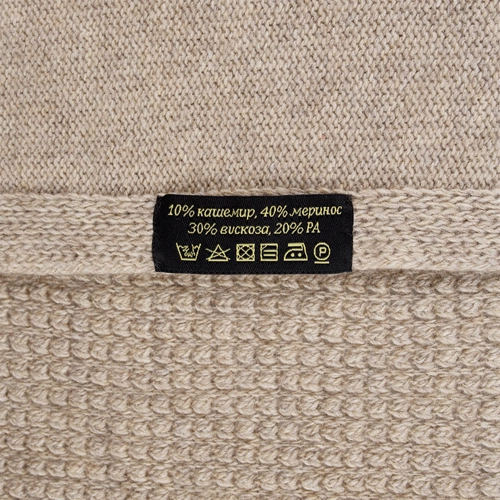 10% кашемир, 40% меринос
30% вискоза, 20% PA